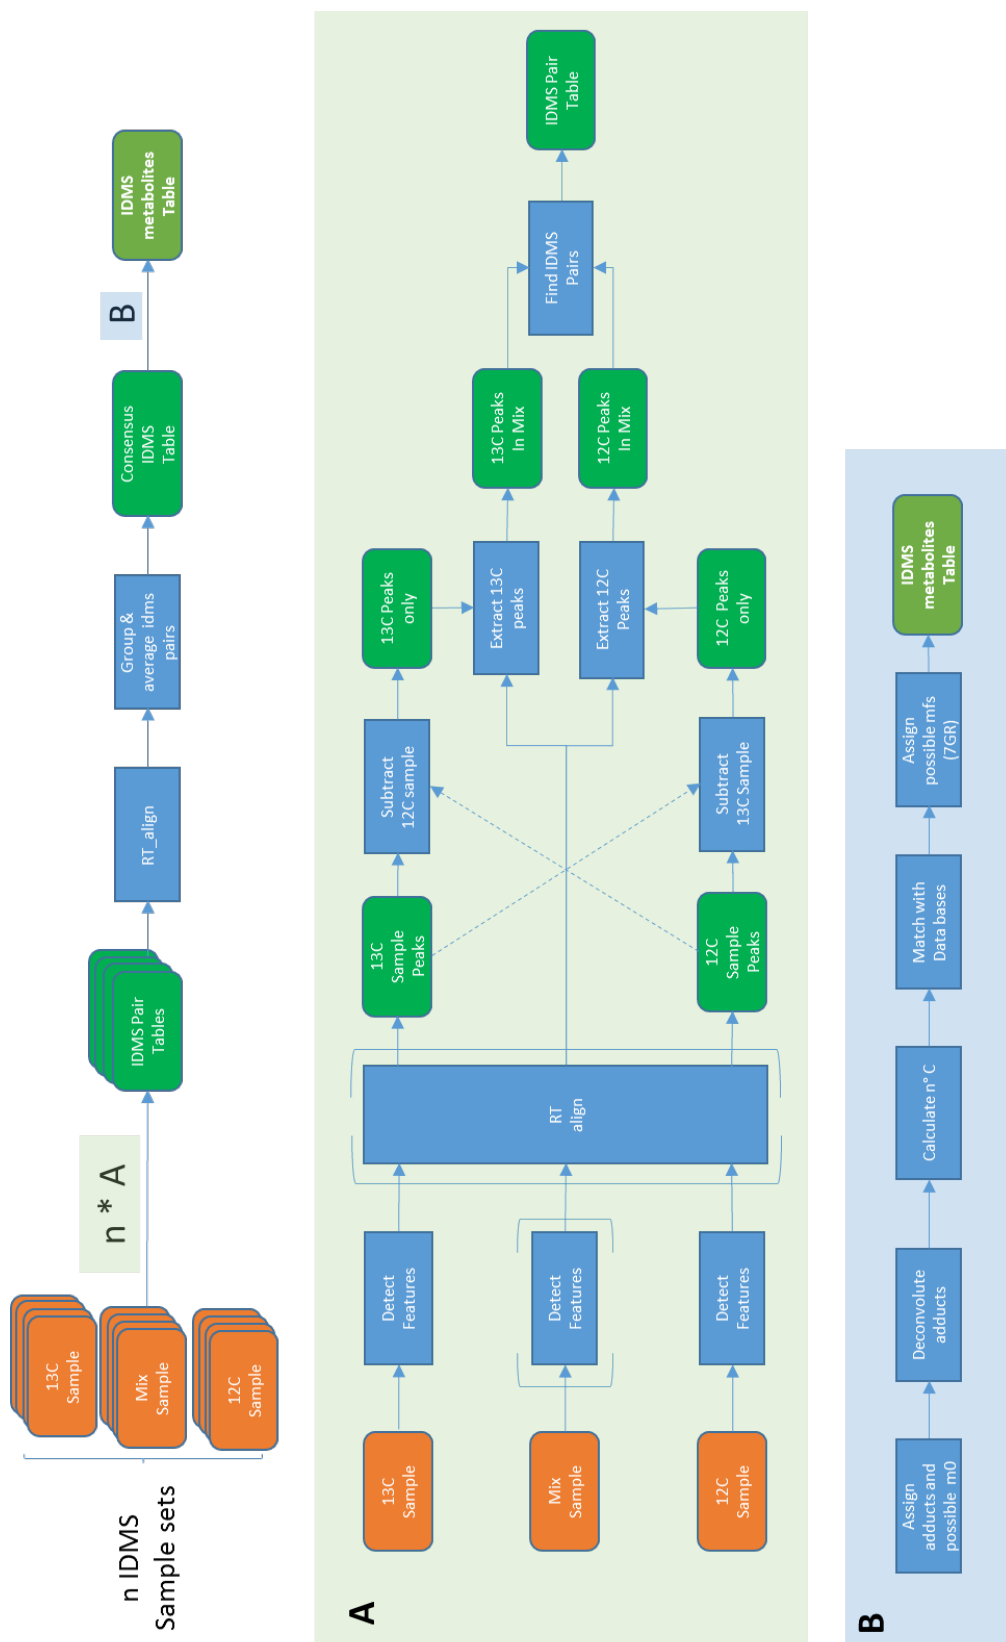 n IDMS
Sample sets
13C
Sample
Mix
Sample
12C
Sample
n * A
IDMS Pair
Tables
RT_align
Group &
average idms
pairs
Consensus
IDMS
Table
B
IDMS
metabolites
Table
A
13C
Sample
Mix
Sample
12C
Sample
Detect
Features
Detect
Features
Detect
Features
RT
align
13C
Sample
Peaks
12C
Sample
Peaks
Subtract
12C sample
Subtract
13C Sample
13C Peaks
only
12C Peaks
only
Extract 13C
peaks
Extract 12C
Peaks
13C Peaks
In Mix
12C Peaks
In Mix
Find IDMS
Pairs
IDMS Pair
Table
B
Assign
adducts and
possible m0
Deconvolute
adducts
Calculate n° C
Match with
Data bases
Assign
possible mfs
(7GR)
IDMS
metabolites
Table